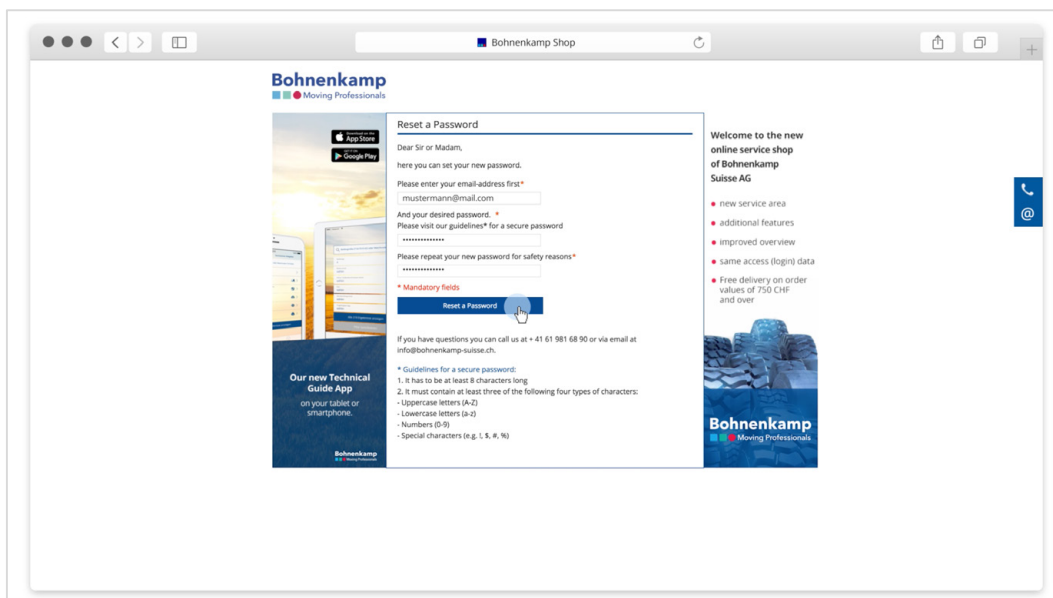 Bohnenkamp Shop
Bohnenkamp
Moving Professionals
Download on the
App Store
GET IT ON
Google Play
Our new Technical
Guide App
on your tablet or
smartphone.
Bohnenkamp
Moving Professionals
Reset a Password
Dear Sir or Madam,
here you can set your new password.
Please enter your email-address first*
mustermann@mail.com
And your desired password. *
Please visit our guidelines* for a secure password
••••••••••••••
Please repeat your new password for safety reasons*
••••••••••••••
* Mandatory fields
Reset a Password
If you have questions you can call us at + 41 61 981 68 90 or via email at
info@bohnenkamp-suisse.ch.
* Guidelines for a secure password:
1. It has to be at least 8 characters long
2. It must contain at least three of the following four types of characters:
- Uppercase letters (A-Z)
- Lowercase letters (a-z)
- Numbers (0-9)
- Special characters (e.g. !, $, #, %)
Welcome to the new
online service shop
of Bohnenkamp
Suisse AG
• new service area
• additional features
• improved overview
• same access (login) data
• Free delivery on order
values of 750 CHF
and over
Bohnenkamp
Moving Professionals
@